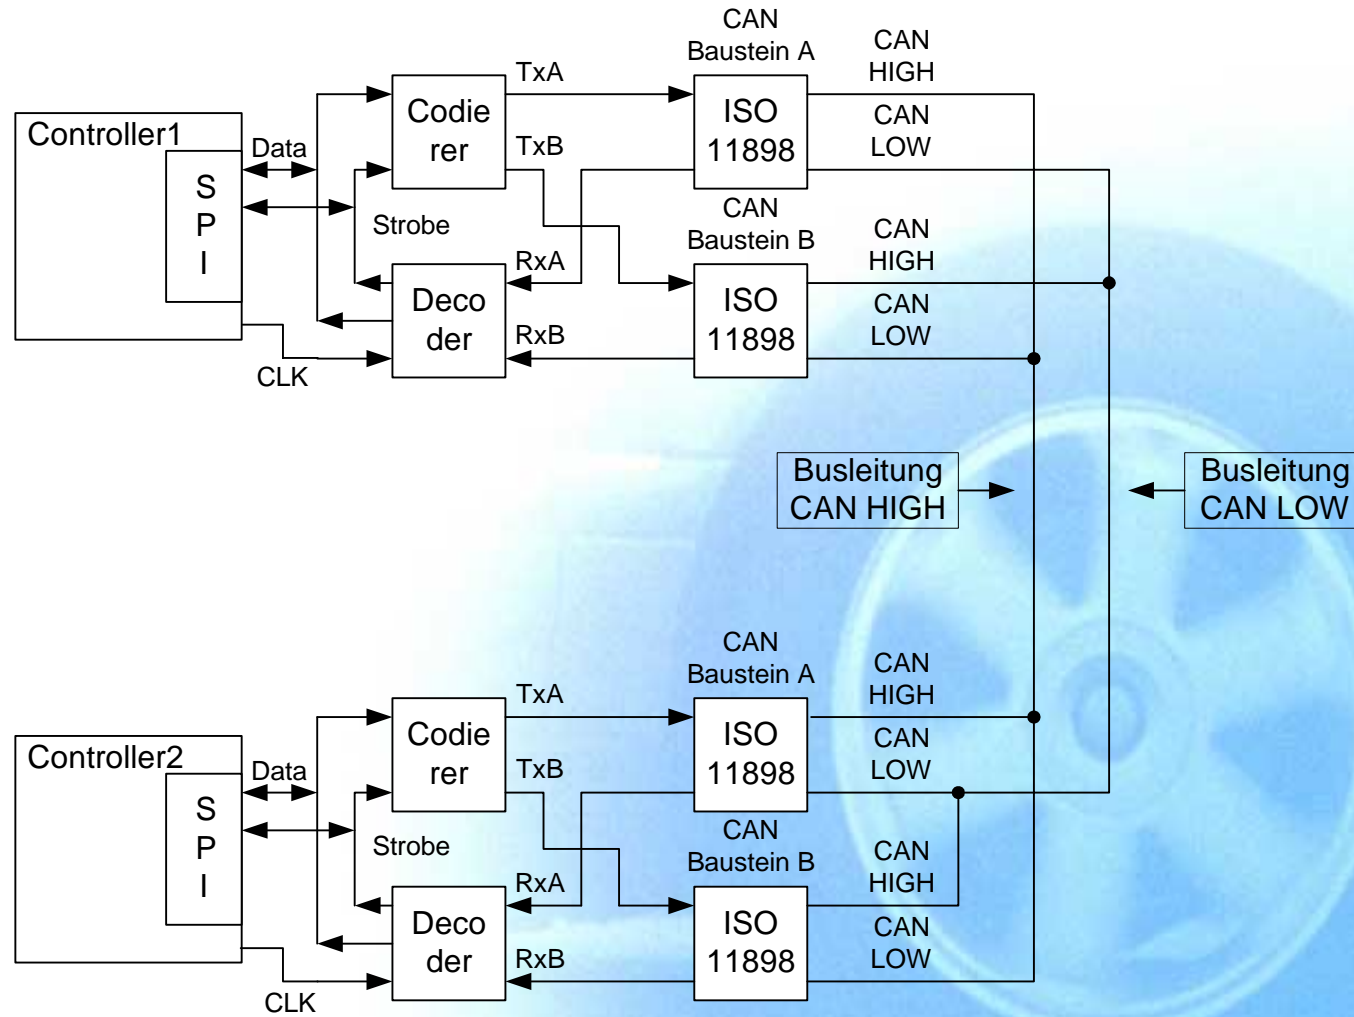 CAN
Baustein A
CAN
HIGH
TxA
Codie
rer
ISO
11898
Controller1
CAN
LOW
Data
TxB
S
P
I
CAN
Baustein B
Strobe
CAN
HIGH
RxA
Deco
der
ISO
11898
CAN
LOW
RxB
CLK
Busleitung
CAN HIGH
Busleitung
CAN LOW
CAN
Baustein A
CAN
HIGH
TxA
Codie
rer
ISO
11898
Controller2
CAN
LOW
Data
TxB
S
P
I
CAN
Baustein B
Strobe
CAN
HIGH
RxA
Deco
der
ISO
11898
CAN
LOW
RxB
CLK